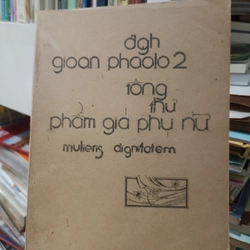 đgh
gioan phaolo 2
tông
thư
phẩm giá phụ nữ
mulieris dignitatem